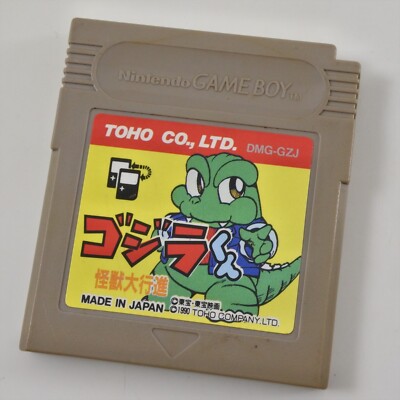 Nintendo GAME BOY
TOHO CO., LTD. DMG-GZJ
ゴジラくん
怪獣大行進
MADE IN JAPAN
©東宝・東宝映画
©1990 TOHO COMPANY.LTD.